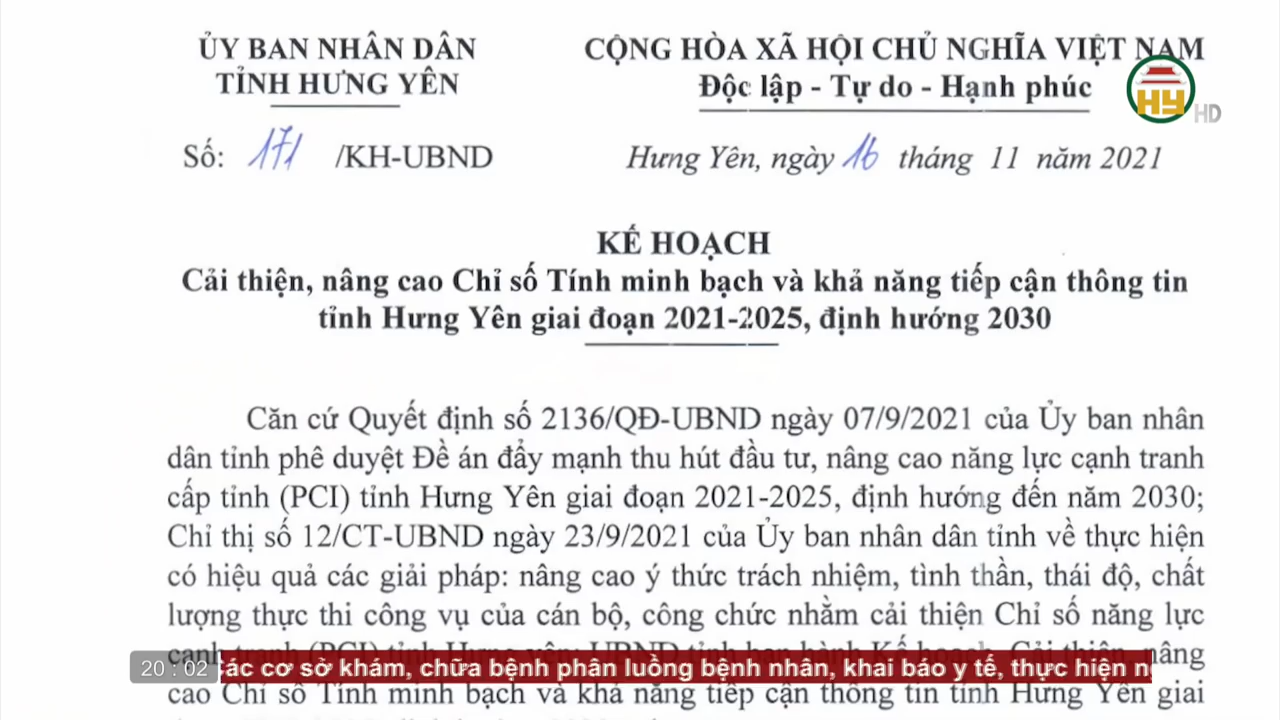 ỦY BAN NHÂN DÂN
TỈNH HƯNG YÊN
CỘNG HÒA XÃ HỘI CHỦ NGHĨA VIỆT NAM
Độc lập - Tự do - Hạnh phúc
HY HD
Số: 171 /KH-UBND
Hưng Yên, ngày 16 tháng 11 năm 2021
KẾ HOẠCH
Cải thiện, nâng cao Chỉ số Tính minh bạch và khả năng tiếp cận thông tin
tỉnh Hưng Yên giai đoạn 2021-2025, định hướng 2030
Căn cứ Quyết định số 2136/QĐ-UBND ngày 07/9/2021 của Ủy ban nhân
dân tỉnh phê duyệt Đề án đẩy mạnh thu hút đầu tư, nâng cao năng lực cạnh tranh
cấp tỉnh (PCI) tỉnh Hưng Yên giai đoạn 2021-2025, định hướng đến năm 2030;
Chỉ thị số 12/CT-UBND ngày 23/9/2021 của Ủy ban nhân dân tỉnh về thực hiện
có hiệu quả các giải pháp: nâng cao ý thức trách nhiệm, tình thần, thái độ, chất
lượng thực thi công vụ của cán bộ, công chức nhằm cải thiện Chỉ số năng lực
nâng
20 : 02 các cơ sở khám, chữa bệnh phân luồng bệnh nhân, khai báo y tế, thực hiện
cao Chỉ số Tính minh bạch và khả năng tiếp cận thông tin tỉnh Hưng Yên giai